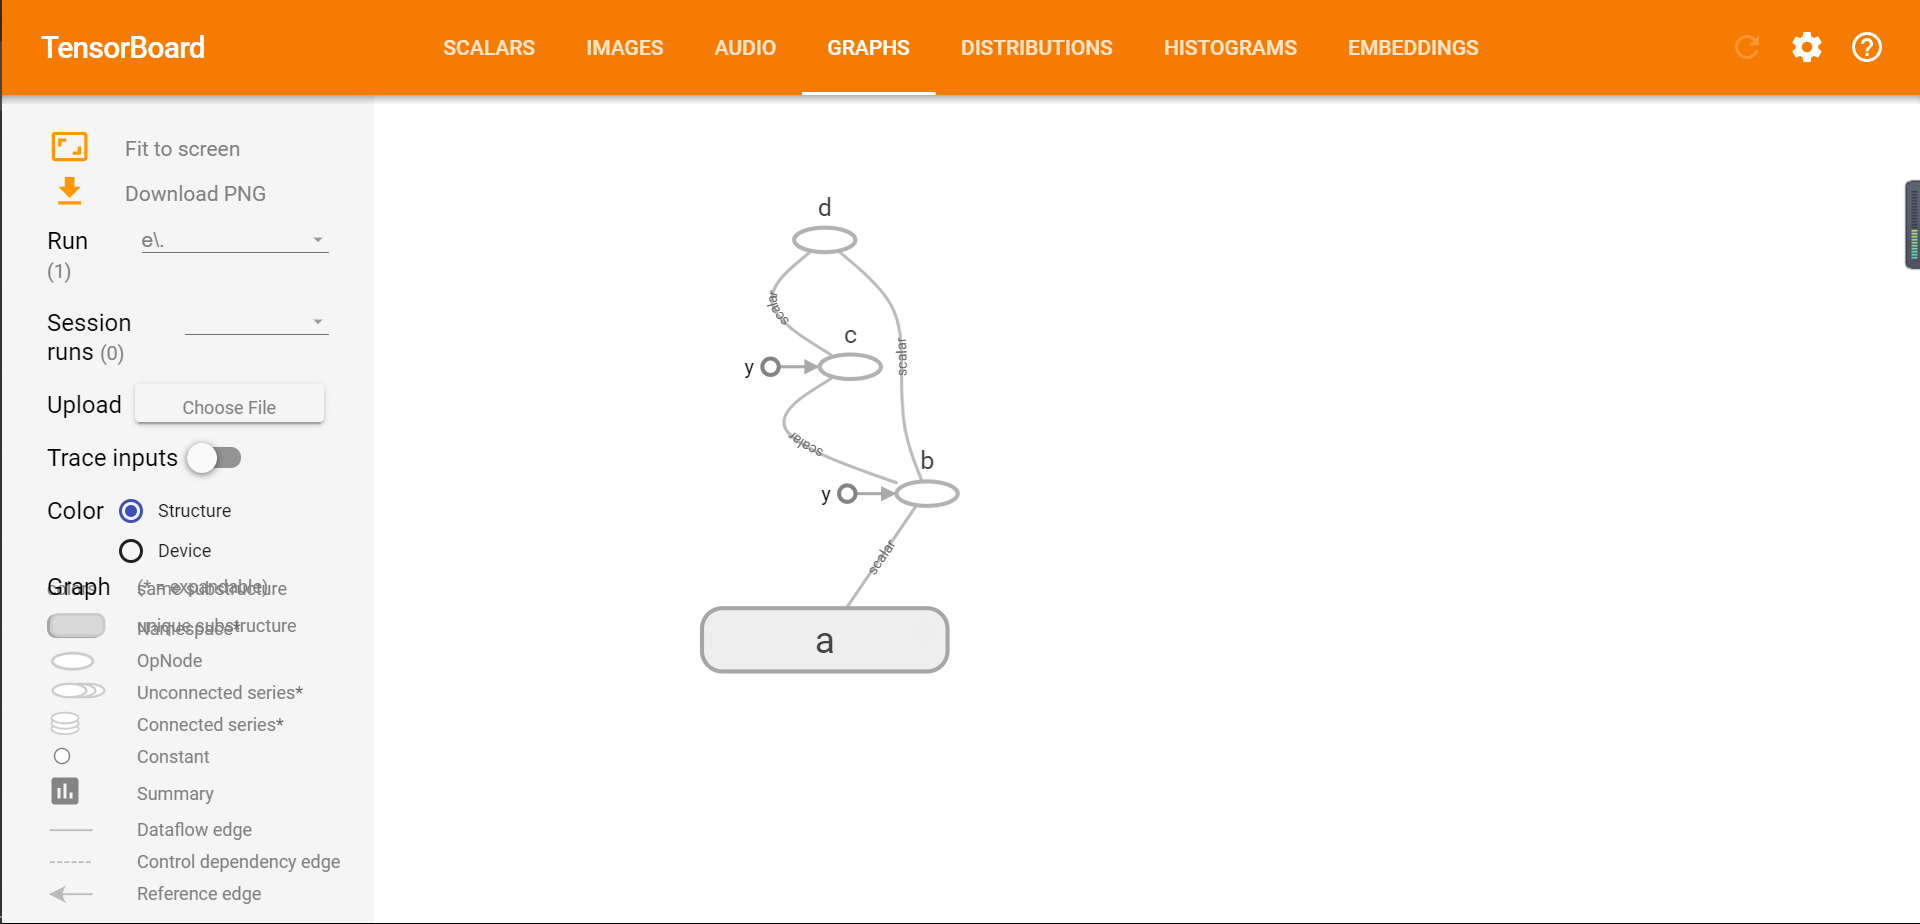 TensorBoard
SCALARS IMAGES AUDIO GRAPHS DISTRIBUTIONS HISTOGRAMS EMBEDDINGS
Fit to screen
Download PNG
Run
(1)
e\.
Session
runs (0)
Upload
Choose File
Trace inputs
Color
Structure
Device
Graph
(* = expandable)
colors
same substructure
unique substructure
Namespace*
OpNode
Unconnected series*
Connected series*
Constant
Summary
Dataflow edge
Control dependency edge
Reference edge
d
scalar
c
y
scalar
scalar
b
y
scalar
a